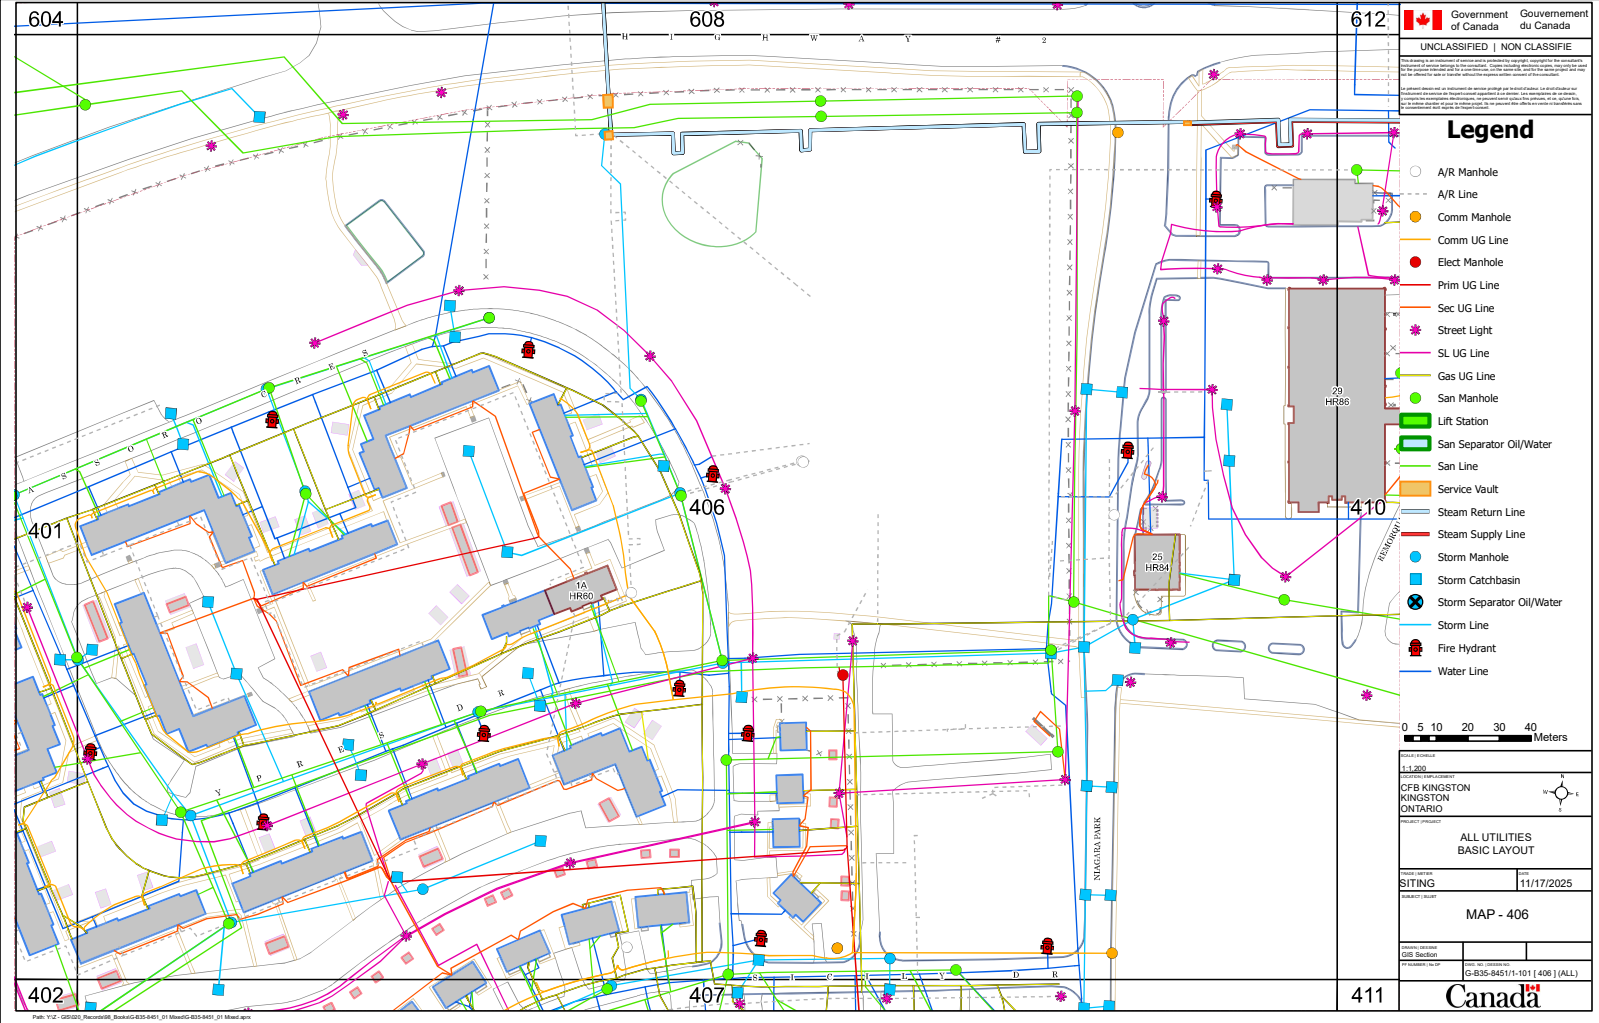 604
608
612
HIGHWAY #2
ASSORO CRES
401
406
410
1A
HR60
29
HR86
25
HR84
SICILY DR
NIAGARA PARK
402
407
411
Government
of Canada
Gouvernement
du Canada
UNCLASSIFIED | NON CLASSIFIE
Legend
A/R Manhole
A/R Line
Comm Manhole
Comm UG Line
Elect Manhole
Prim UG Line
Sec UG Line
Street Light
SL UG Line
Gas UG Line
San Manhole
Lift Station
San Separator Oil/Water
San Line
Service Vault
Steam Return Line
Steam Supply Line
Storm Manhole
Storm Catchbasin
Storm Separator Oil/Water
Storm Line
Fire Hydrant
Water Line
0 5 10 20 30 40
Meters
1:1,200
CFB KINGSTON
KINGSTON
ONTARIO
N
W
E
S
ALL UTILITIES
BASIC LAYOUT
SITING
11/17/2025
MAP - 406
GIS Section
G-B35-8451/1-101 [ 406 ] (ALL)
Canada